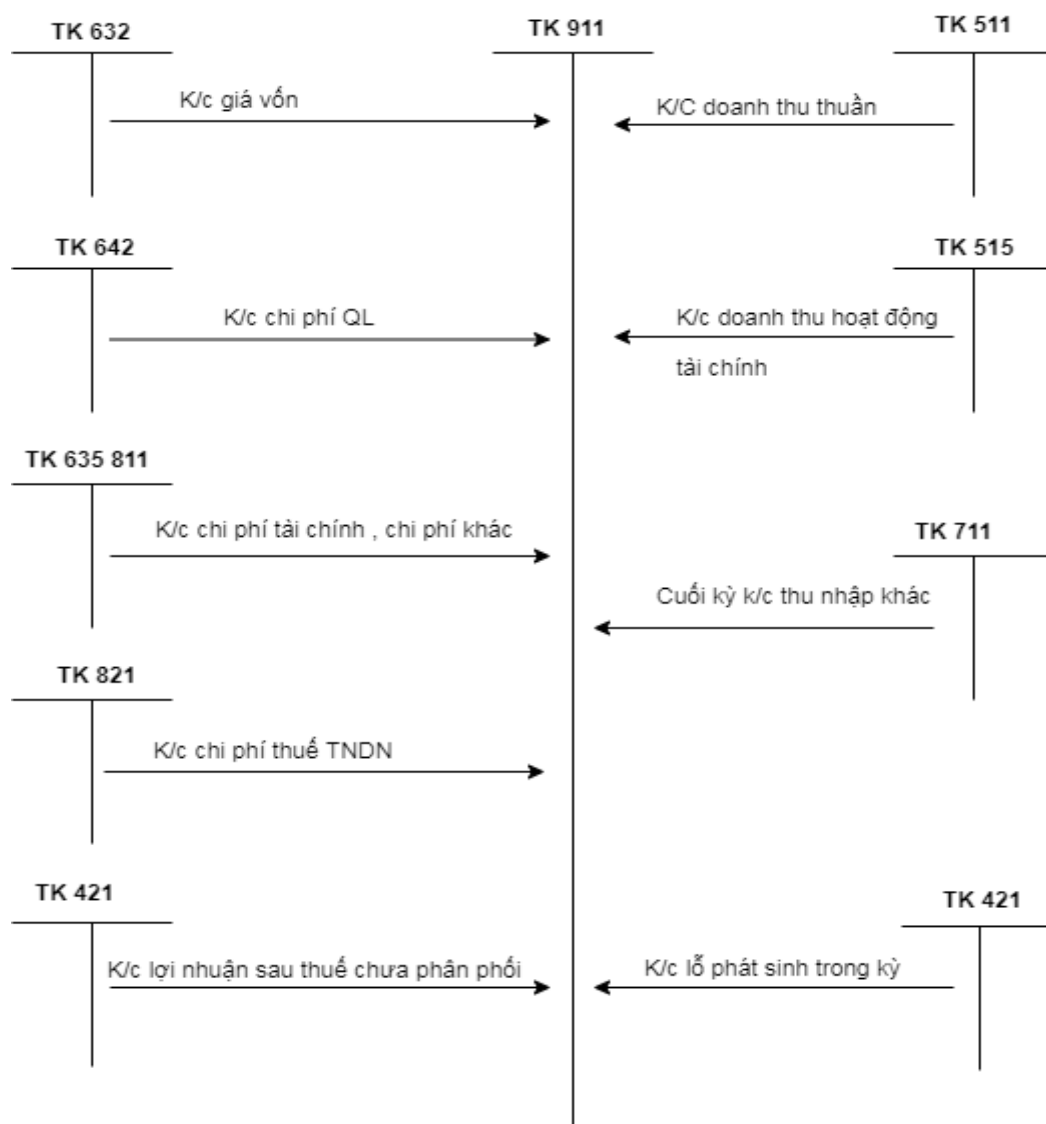 TK 632
TK 911
TK 511
K/c giá vốn
K/C doanh thu thuần
TK 642
TK 515
K/c chi phí QL
K/c doanh thu hoạt động
tài chính
TK 635 811
K/c chi phí tài chính , chi phí khác
TK 711
Cuối kỳ k/c thu nhập khác
TK 821
K/c chi phí thuế TNDN
TK 421
TK 421
K/c lợi nhuận sau thuế chưa phân phối
K/c lỗ phát sinh trong kỳ